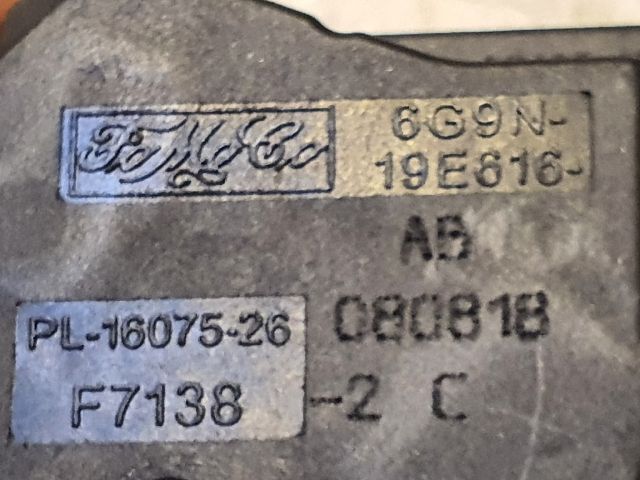 FoMoCo
6G9N-
19E616-
AB
080818
PL-16075-26
F7138 -2 C